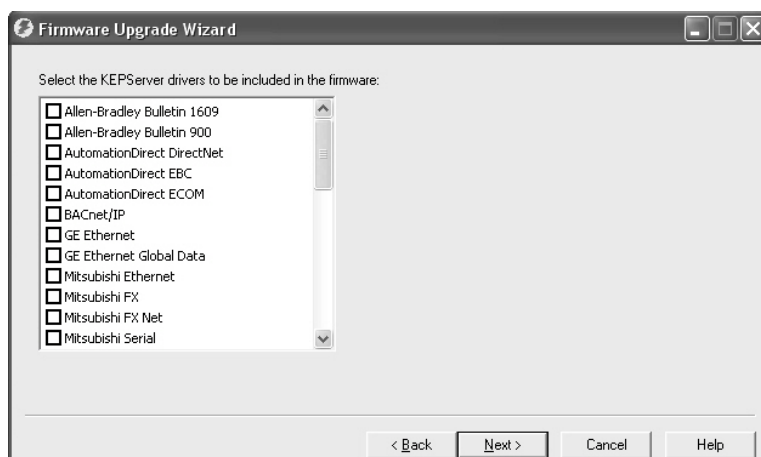 Firmware Upgrade Wizard
Select the KEPServer drivers to be included in the firmware:
Allen-Bradley Bulletin 1609
Allen-Bradley Bulletin 900
AutomationDirect DirectNet
AutomationDirect EBC
AutomationDirect ECOM
BACnet/IP
GE Ethernet
GE Ethernet Global Data
Mitsubishi Ethernet
Mitsubishi FX
Mitsubishi FX Net
Mitsubishi Serial
< Back Next > Cancel Help